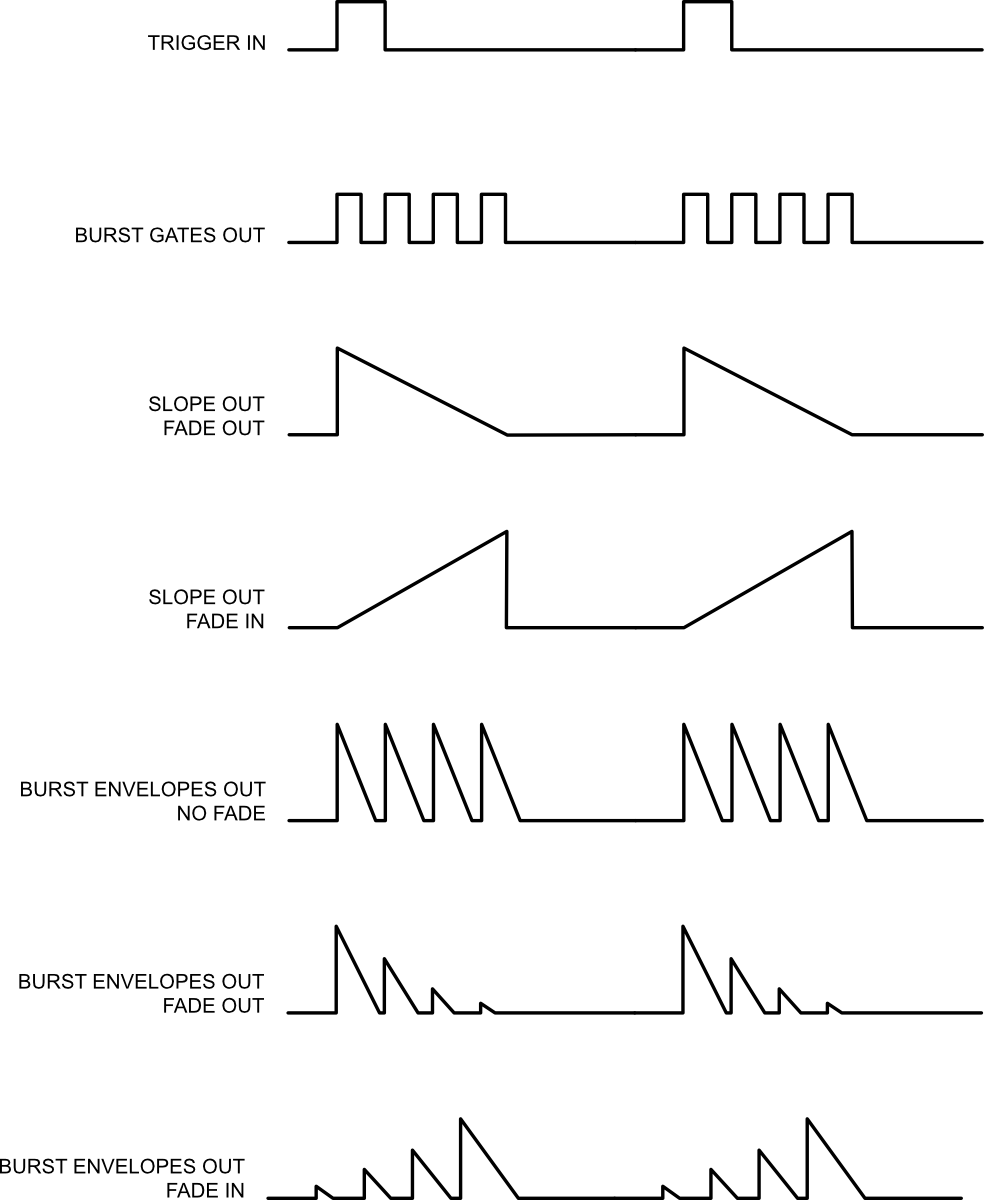 TRIGGER IN
BURST GATES OUT
SLOPE OUT
FADE OUT
SLOPE OUT
FADE IN
BURST ENVELOPES OUT
NO FADE
BURST ENVELOPES OUT
FADE OUT
BURST ENVELOPES OUT
FADE IN